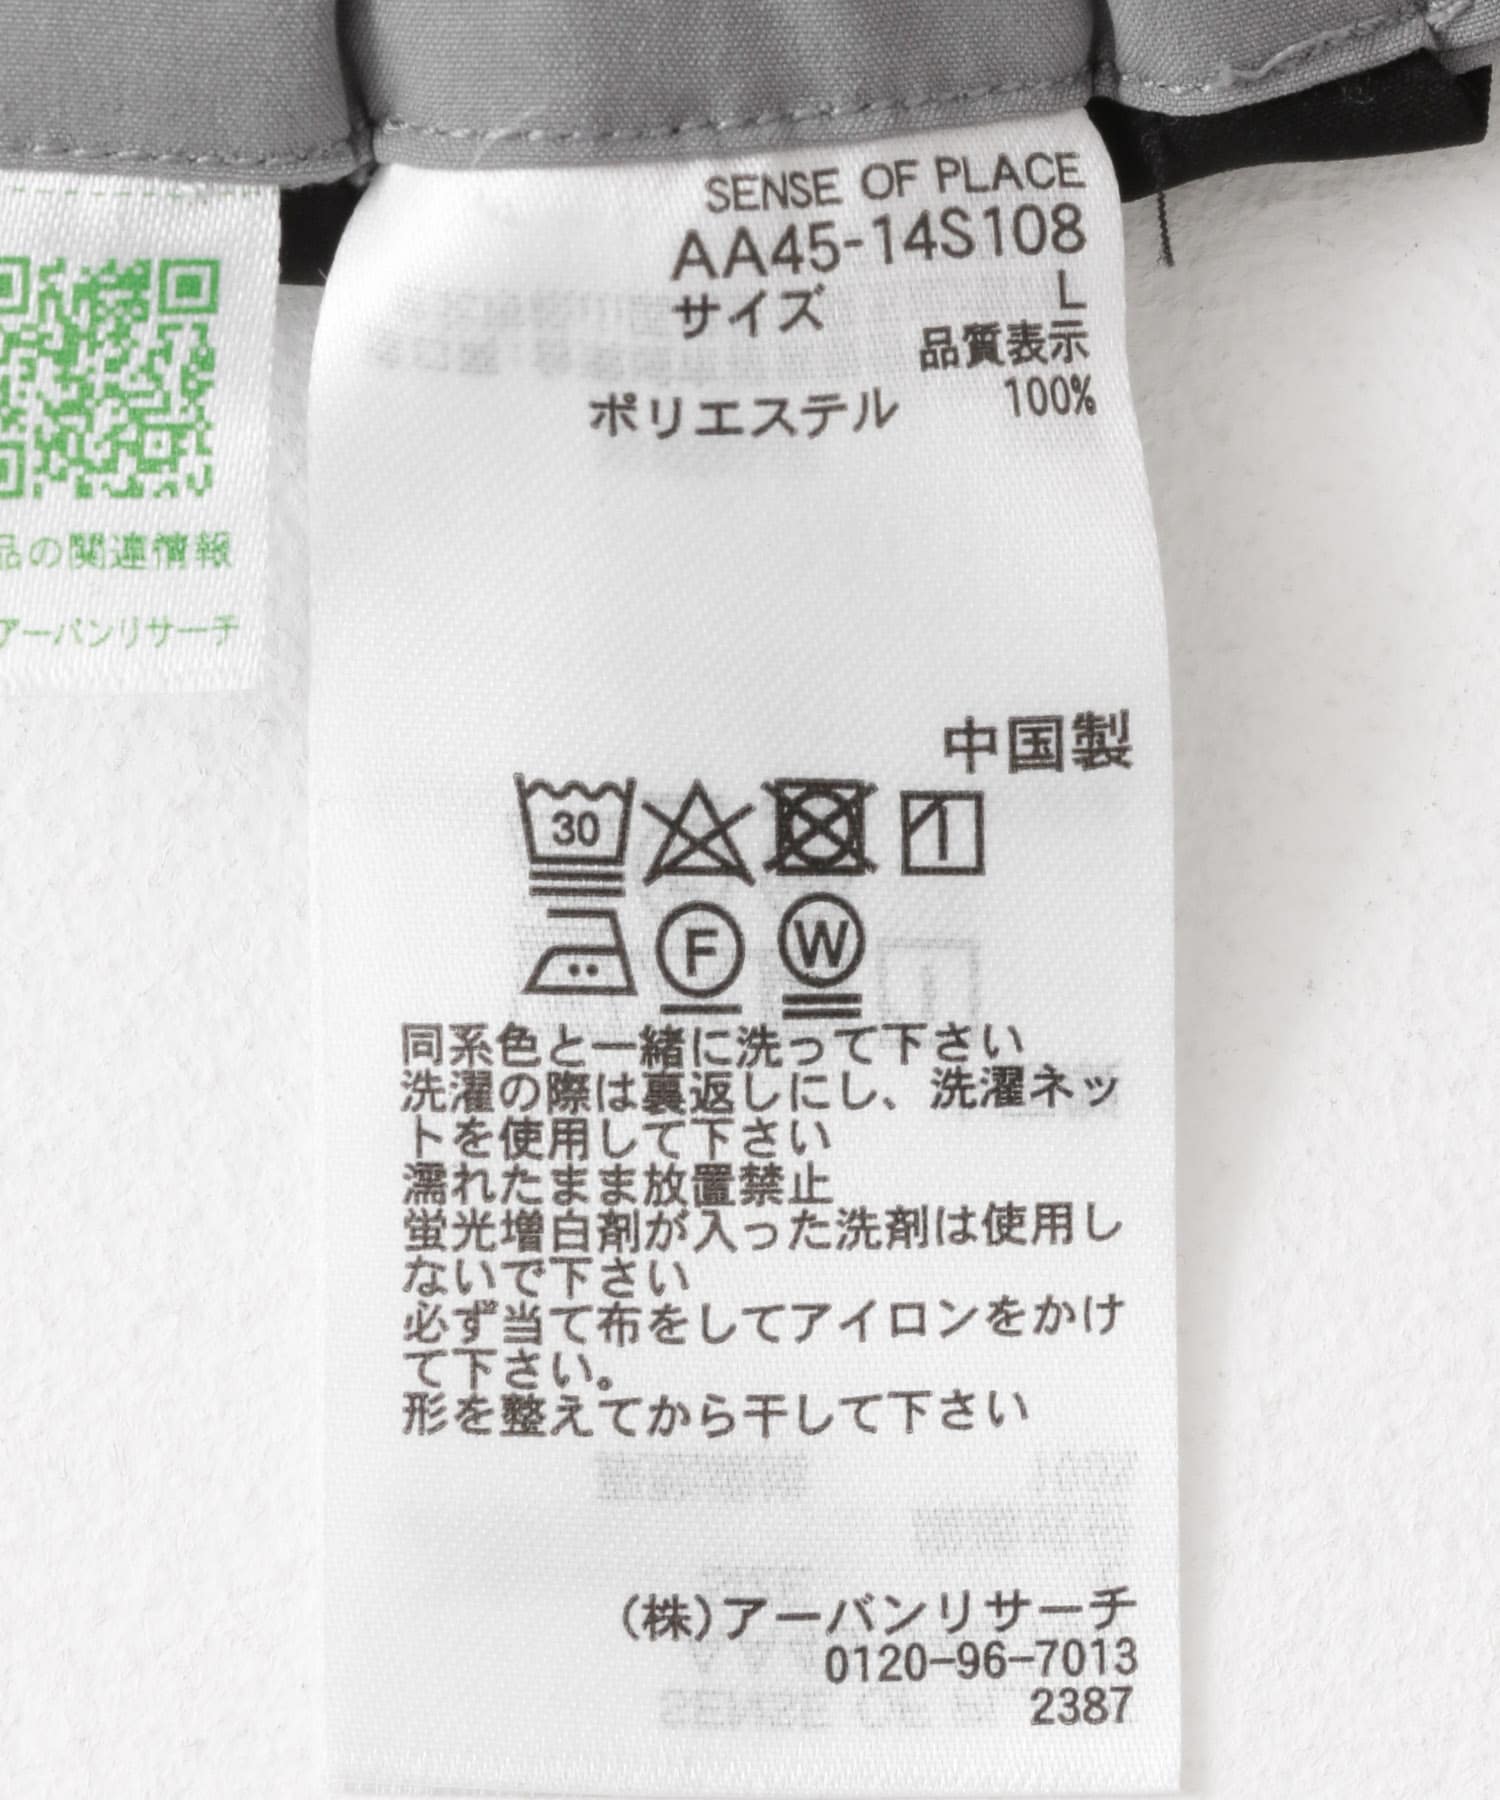 SENSE OF PLACE
AA45-14S108
サイズ L
品質表示
ポリエステル 100%
品の関連情報
アーバンリサーチ
中国製
30
F W
同系色と一緒に洗って下さい
洗濯の際は裏返しにし、洗濯ネッ
トを使用して下さい
濡れたまま放置禁止
蛍光増白剤が入った洗剤は使用し
ないで下さい
必ず当て布をしてアイロンをかけ
て下さい。
形を整えてから干して下さい
(株)アーバンリサーチ
0120-96-7013
2387